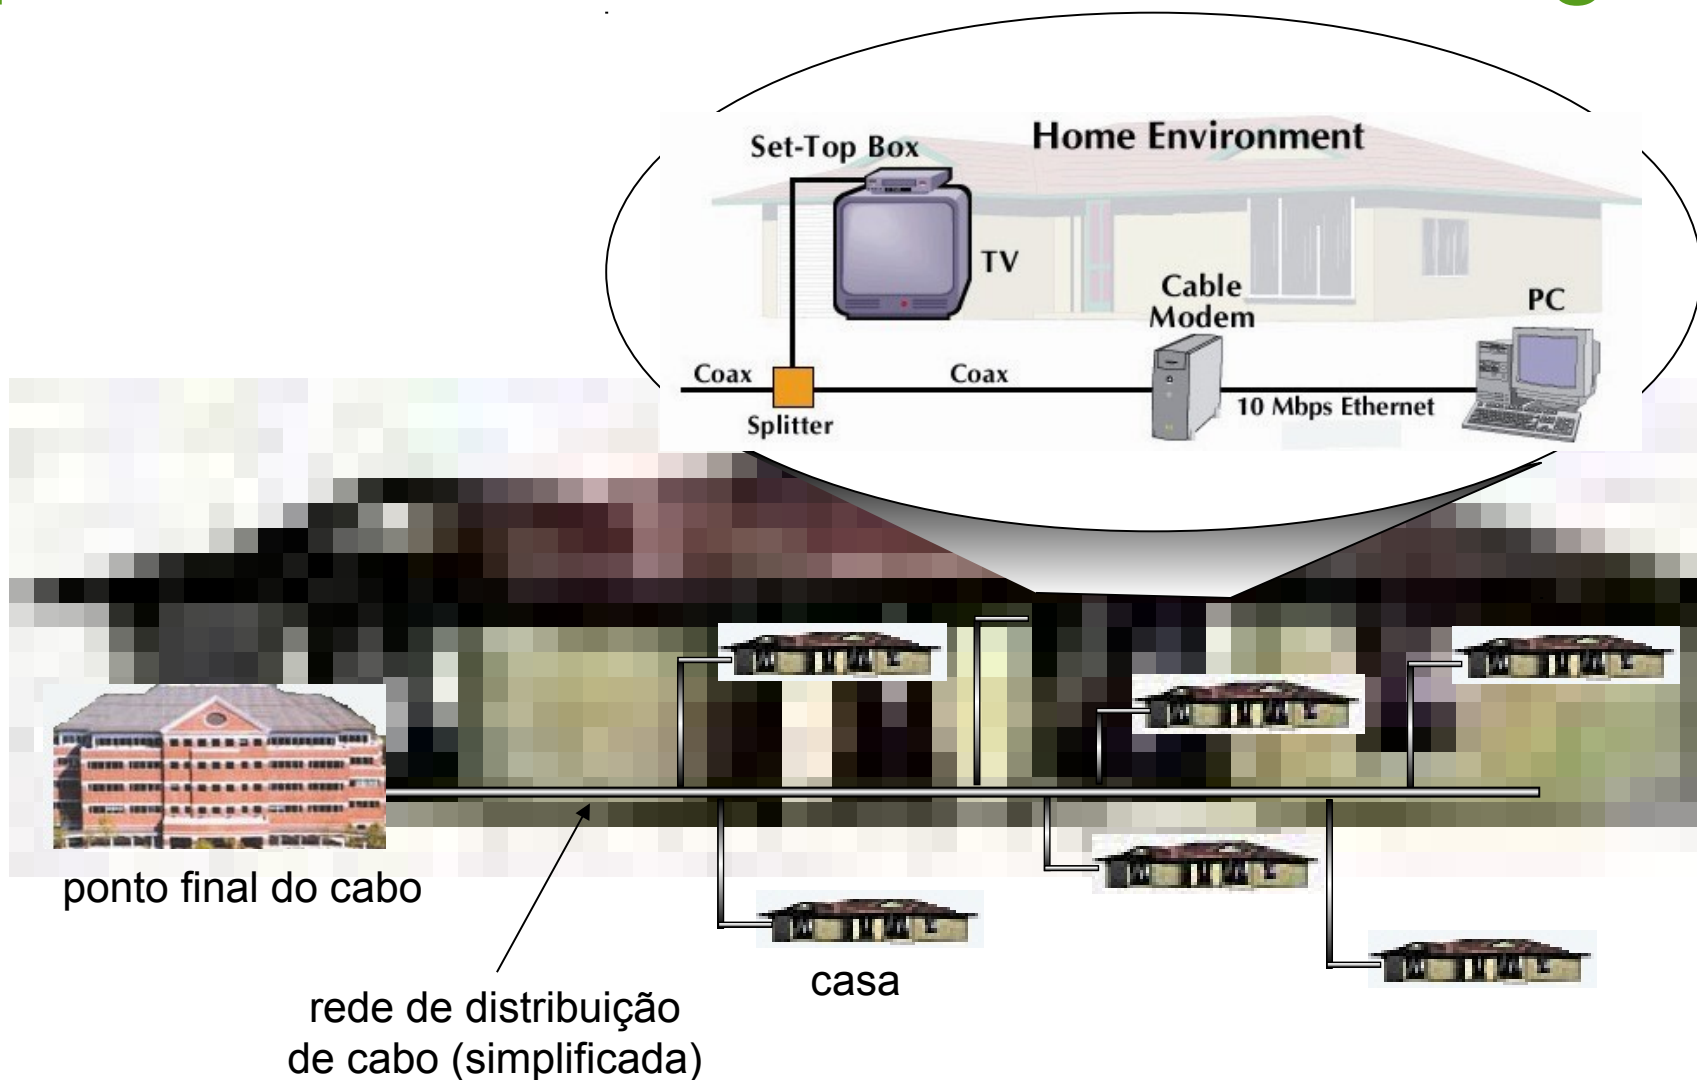 Home Environment
Set-Top Box
TV
Cable
Modem
PC
Coax
Coax
10 Mbps Ethernet
Splitter
ponto final do cabo
casa
rede de distribuição
de cabo (simplificada)